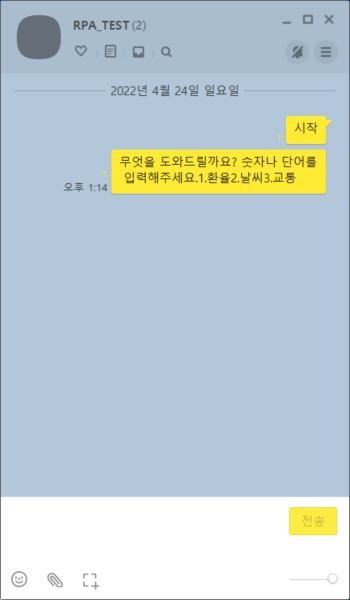 RPA_TEST (2)
2022년 4월 24일 일요일
시작
1
무엇을 도와드릴까요? 숫자나 단어를
입력해주세요.1.환율2.날씨3.교통
1
오후 1:14
전송